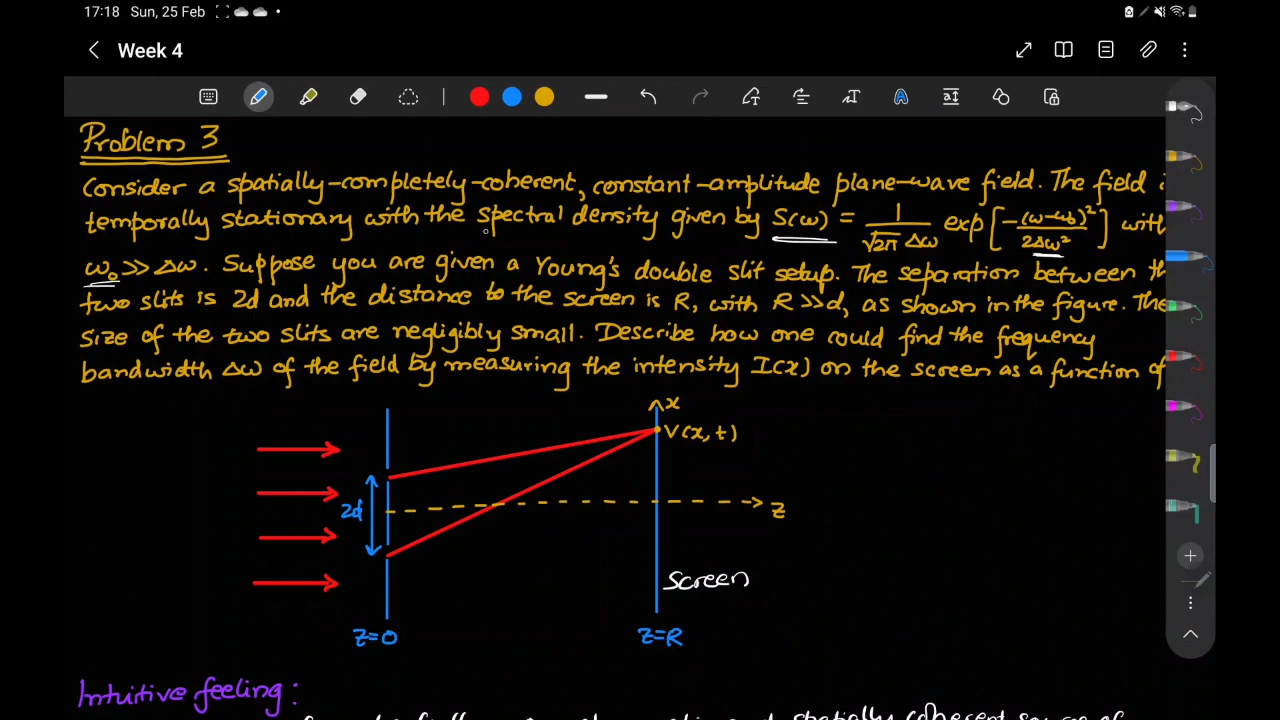 17:18 Sun, 25 Feb
Week 4
Problem 3
Consider a spatially-completely-coherent, constant-amplitude plane-wave field. The field i
temporally stationary with the spectral density given by S(ω) = 1/(√2π Δω) exp[-(ω-ω₀)²/2Δω²] with
ω₀ >> Δω. Suppose you are given a Young's double slit setup. The separation between th
two slits is 2d and the distance to the screen is R, with R >> d, as shown in the figure. The
size of the two slits are negligibly small. Describe how one could find the frequency
bandwidth Δω of the field by measuring the intensity I(x) on the screen as a function of
x
V(x, t)
2d
z
Screen
z=0
z=R
Intuitive feeling:
spatially coherent source of